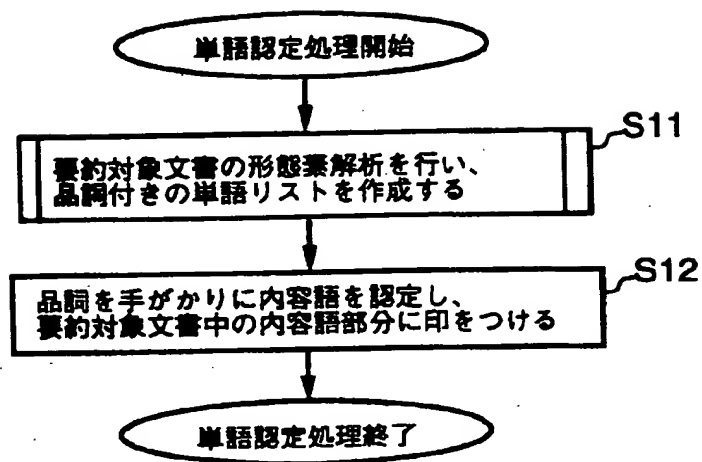 単語認定処理開始
S11
要約対象文書の形態素解析を行い、
品詞付きの単語リストを作成する
S12
品詞を手がかりに内容語を認定し、
要約対象文書中の内容語部分に印をつける
単語認定処理終了